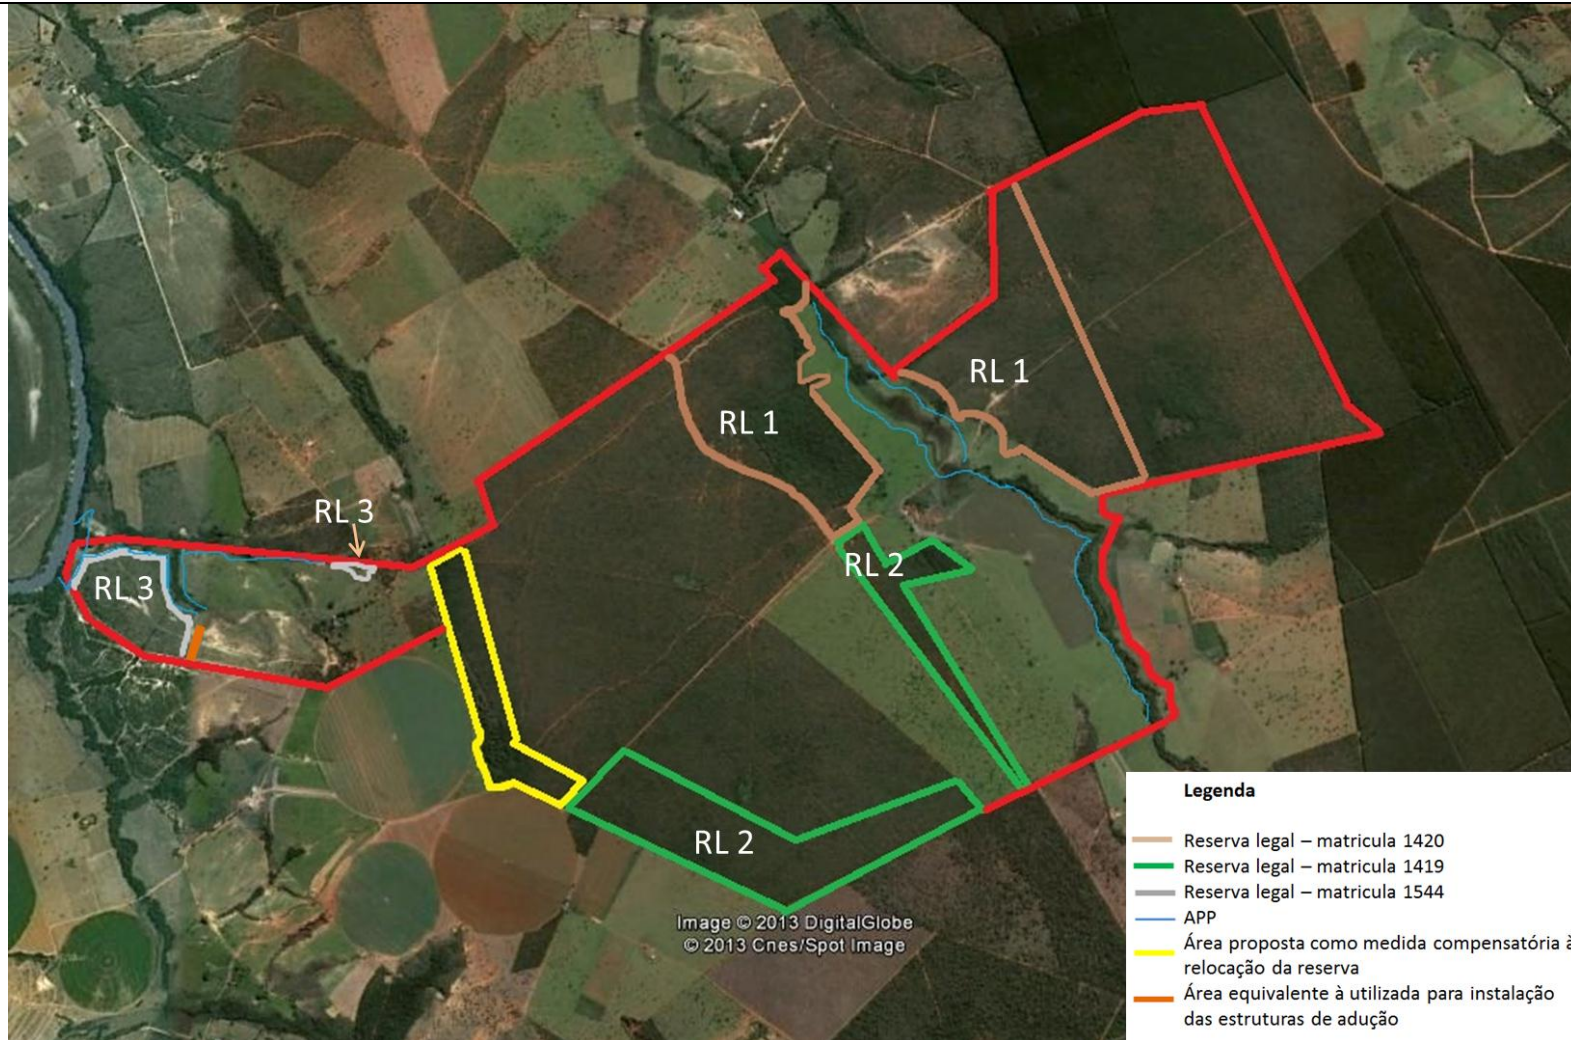 RL 1
RL 1
RL 3
RL 2
RL 3
RL 2
Image © 2013 DigitalGlobe
© 2013 Cnes/Spot Image
Legenda
Reserva legal – matricula 1420
Reserva legal – matricula 1419
Reserva legal – matricula 1544
APP
Área proposta como medida compensatória à
relocação da reserva
Área equivalente à utilizada para instalação
das estruturas de adução